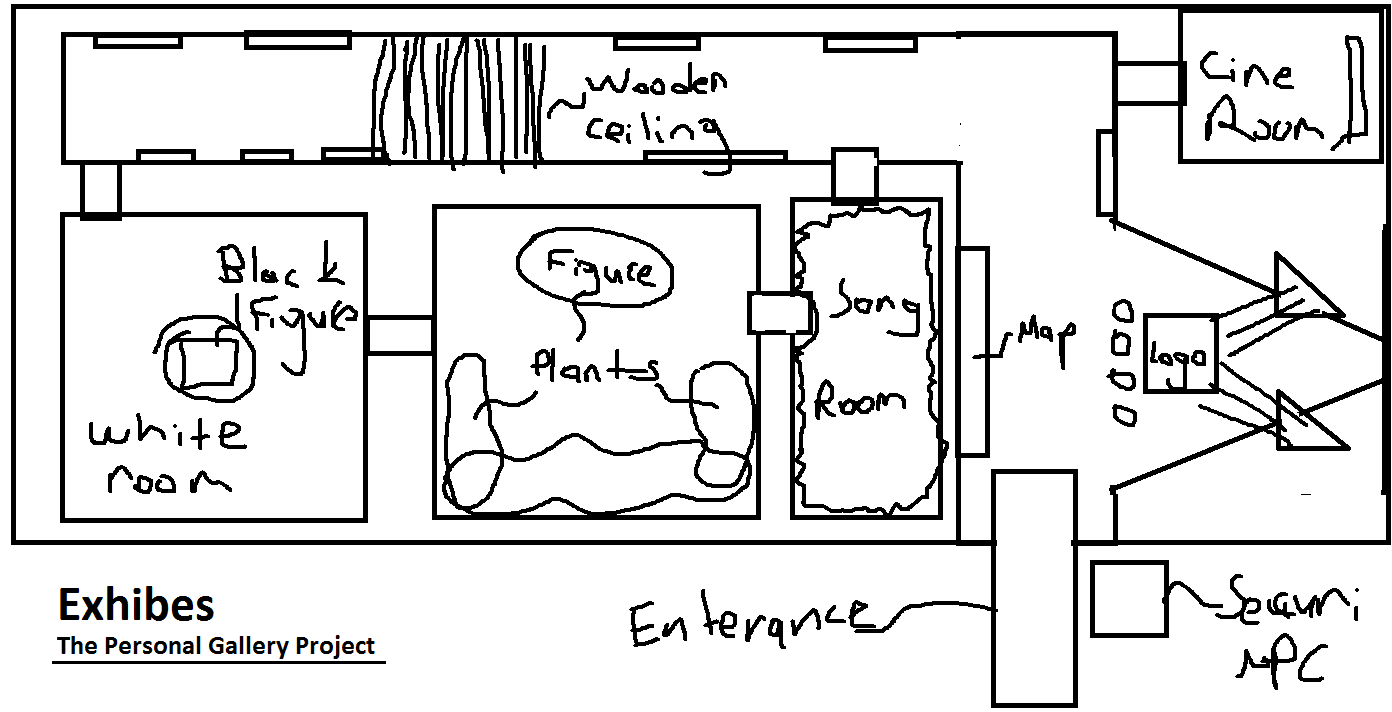 Cine
Room
Wooden
ceiling
Black
Figure
White
room
Figure
Plants
Song
Room
Map
Logo
Enterance
NPC
Exhibes
The Personal Gallery Project